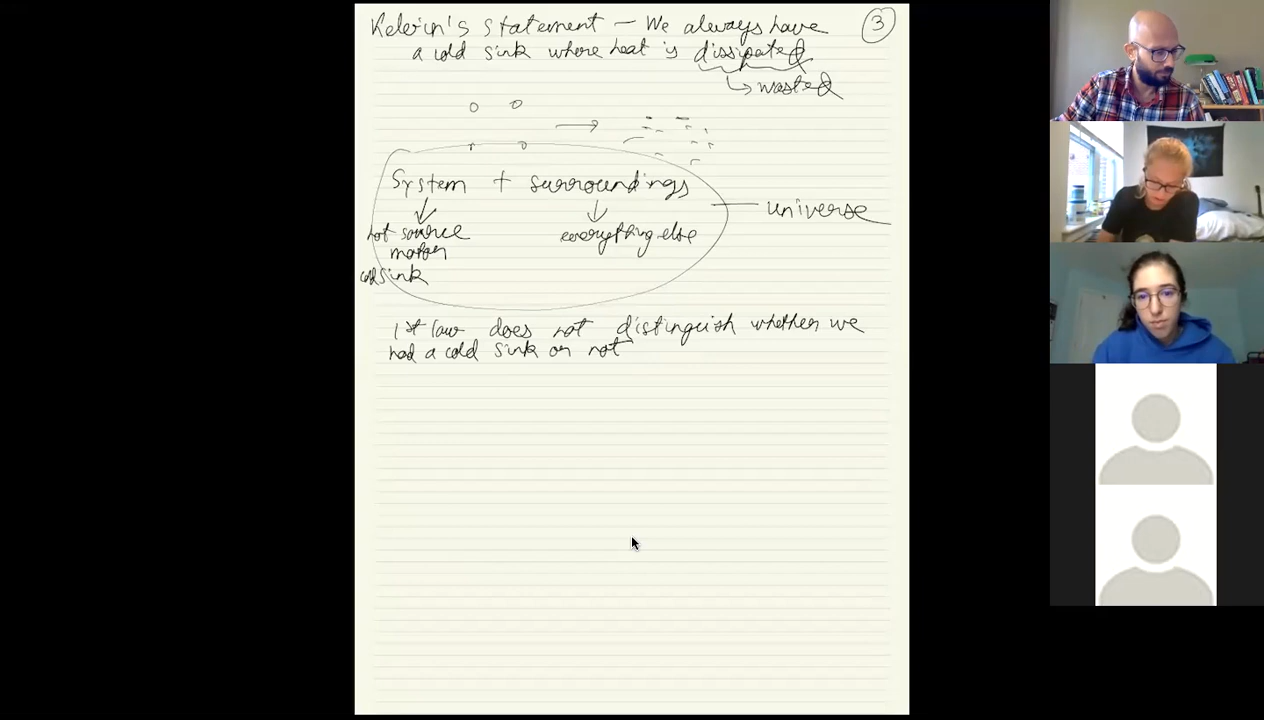 Kelvin's statement — We always have
③
a cold sink where heat is dissipated
↳ wasted
System + surroundings
universe
hot source
everything else
cold sink
1st law does not distinguish whether we
had a cold sink or not